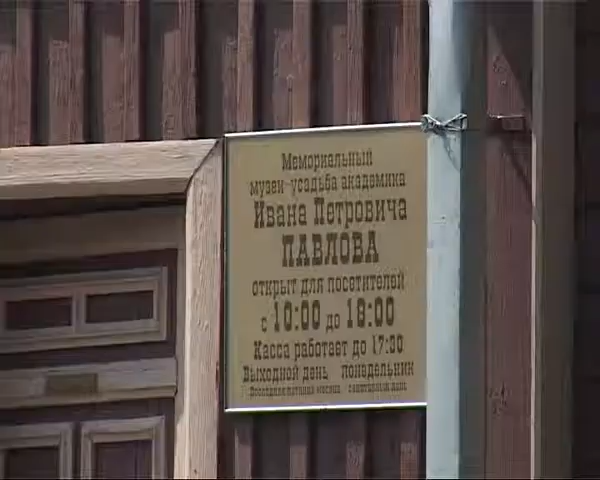 Мемориальный
музей-усадьба академика
Ивана Петровича
ПАВЛОВА
открыт для посетителей
с 10:00 до 18:00
Касса работает до 17:30
Выходной день понедельник